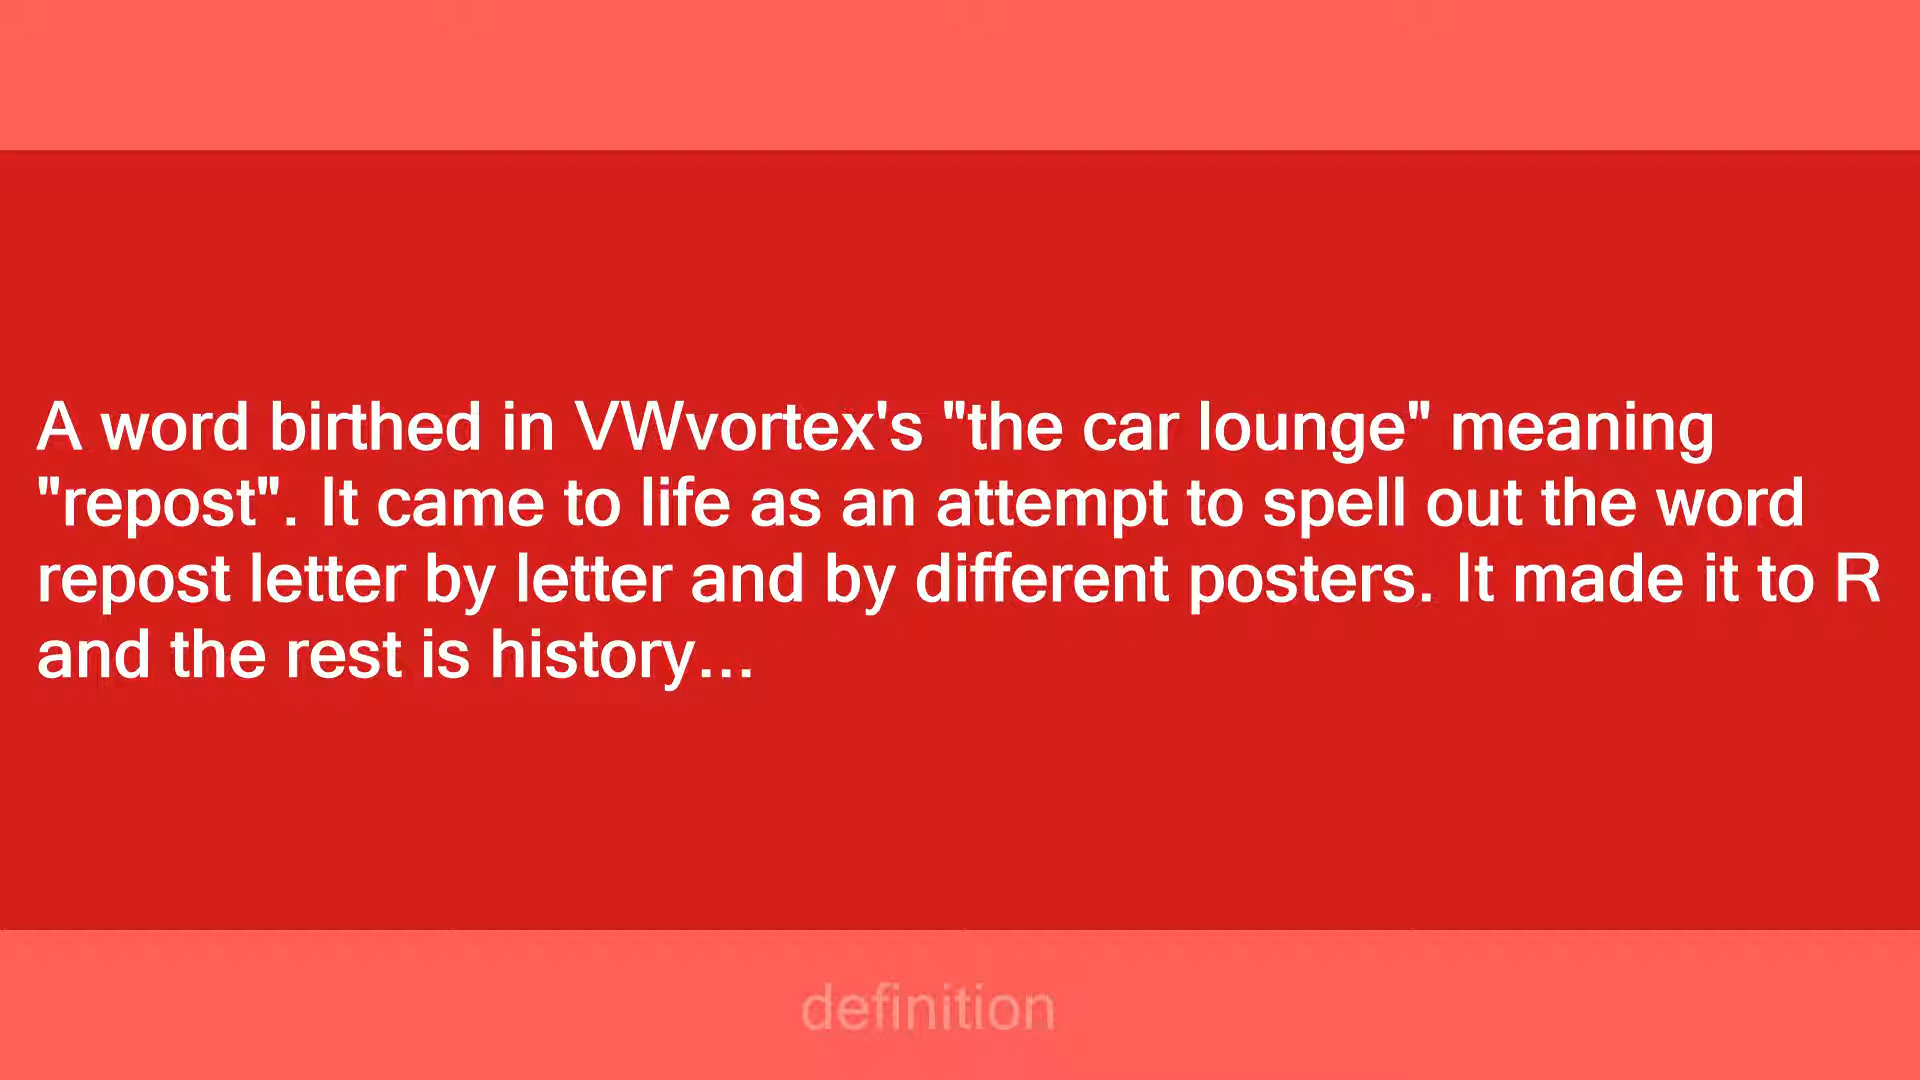 A word birthed in VWvortex's "the car lounge" meaning
"repost". It came to life as an attempt to spell out the word
repost letter by letter and by different posters. It made it to R
and the rest is history...
definition